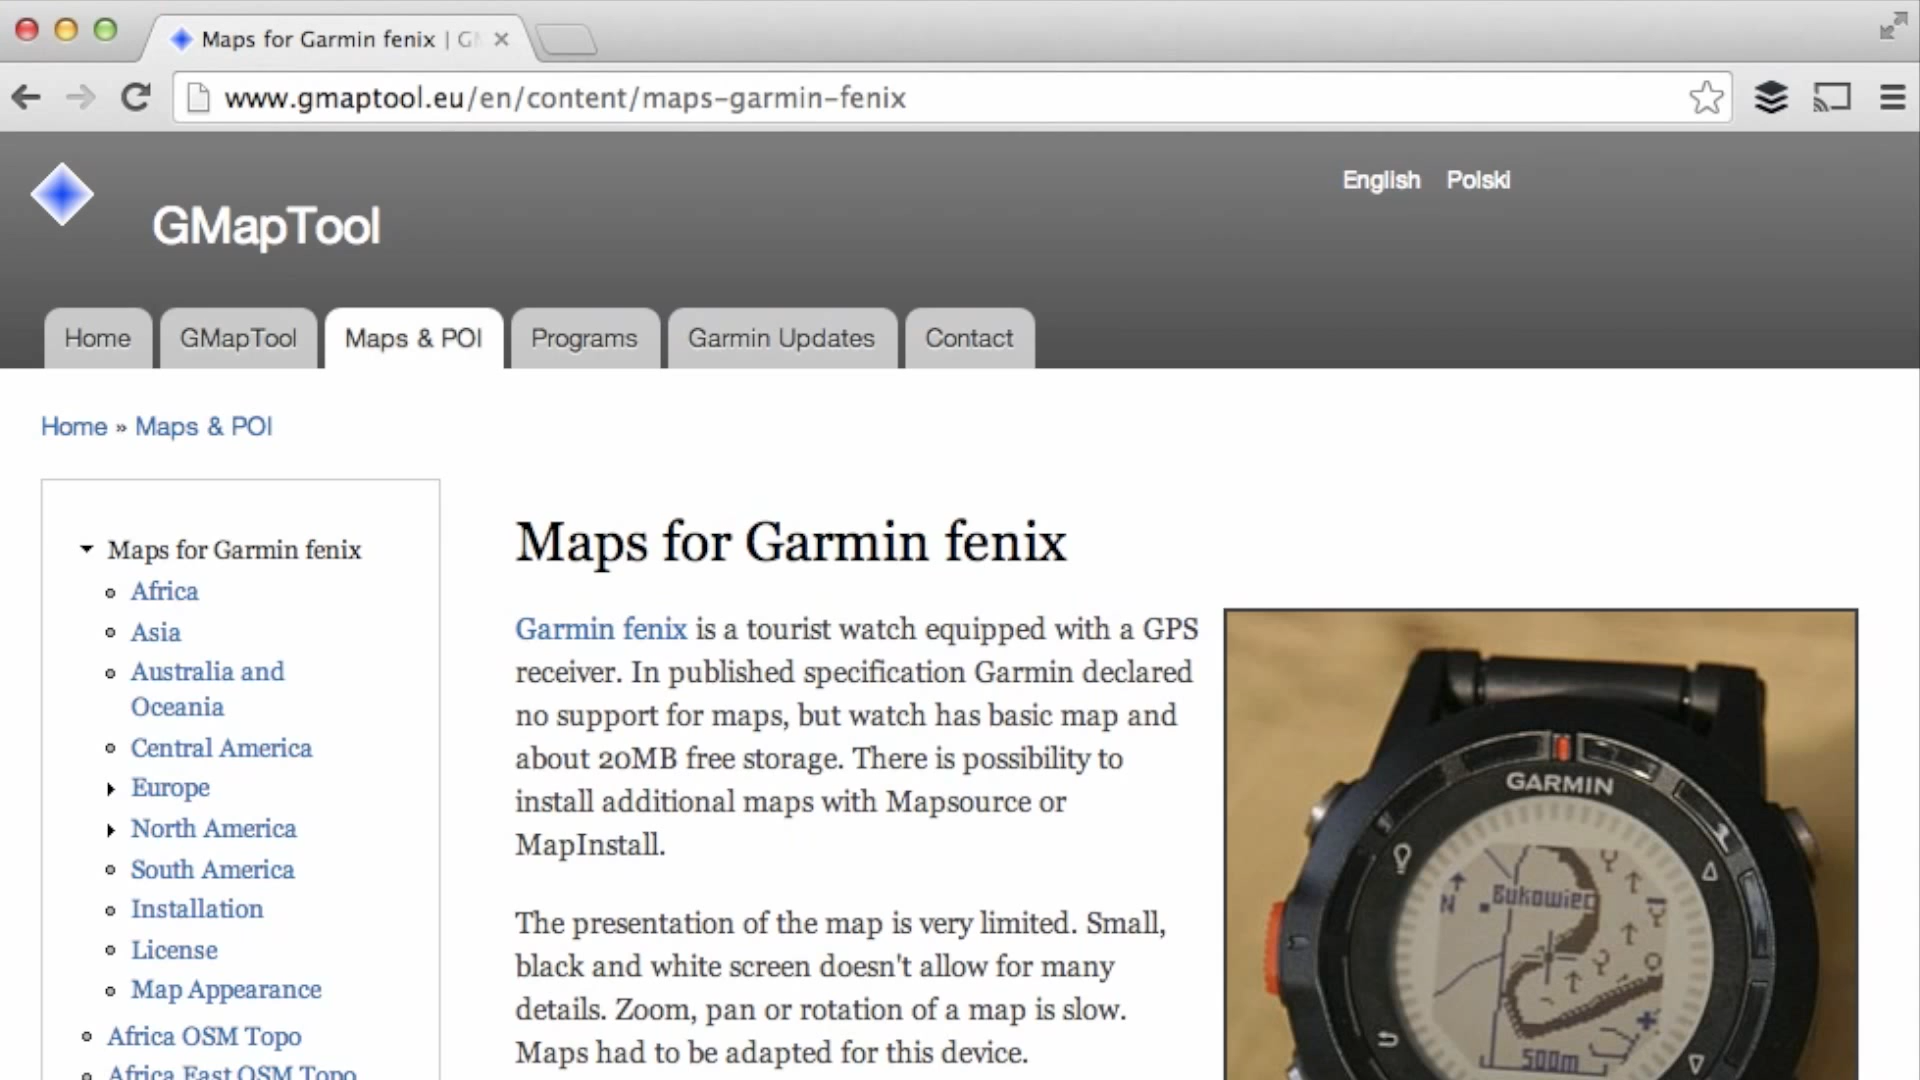 Maps for Garmin fenix | G
www.gmaptool.eu/en/content/maps-garmin-fenix
English Polski
GMapTool
Home GMapTool Maps & POI Programs Garmin Updates Contact
Home » Maps & POI
Maps for Garmin fenix
Africa
Asia
Australia and
Oceania
Central America
Europe
North America
South America
Installation
License
Map Appearance
Africa OSM Topo
Africa East OSM Topo
Maps for Garmin fenix
Garmin fenix is a tourist watch equipped with a GPS
receiver. In published specification Garmin declared
no support for maps, but watch has basic map and
about 20MB free storage. There is possibility to
install additional maps with Mapsource or
MapInstall.
The presentation of the map is very limited. Small,
black and white screen doesn't allow for many
details. Zoom, pan or rotation of a map is slow.
Maps had to be adapted for this device.
GARMIN
N
Bukowiec
500m